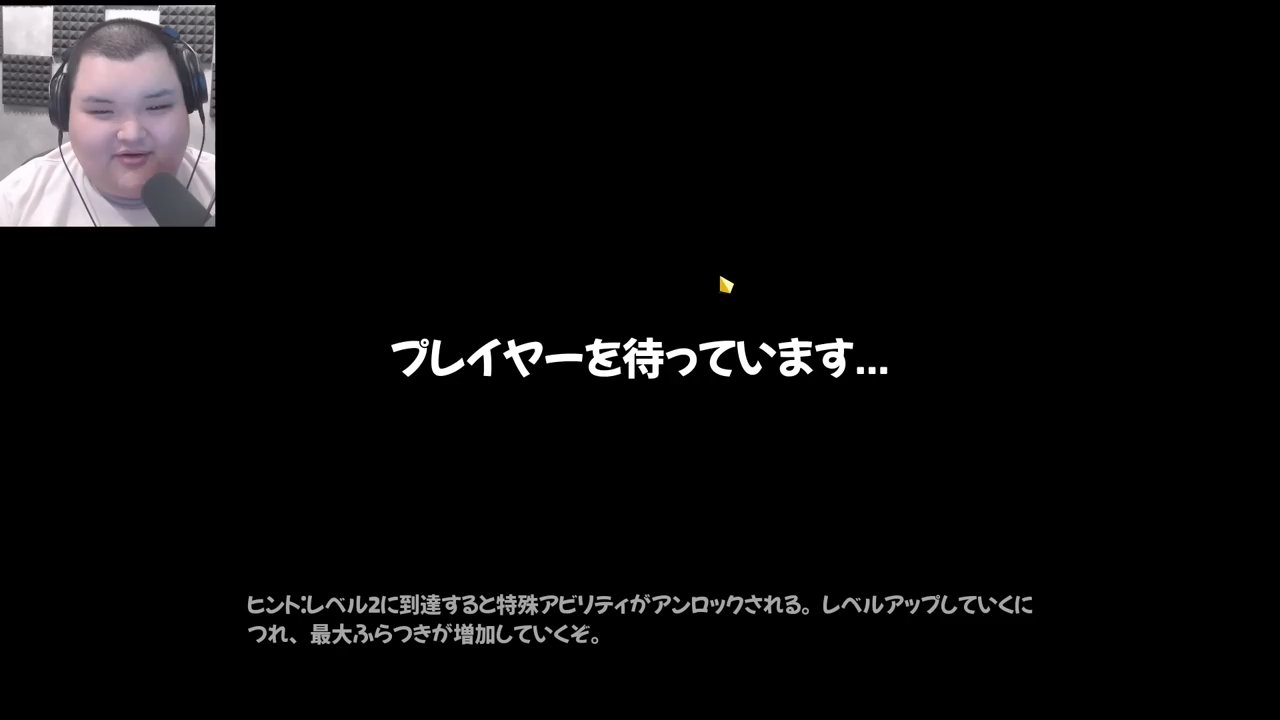 プレイヤーを待っています...
ヒント:レベル2に到達すると特殊アビリティがアンロックされる。レベルアップしていくに
つれ、最大ふらつきが増加していくぞ。